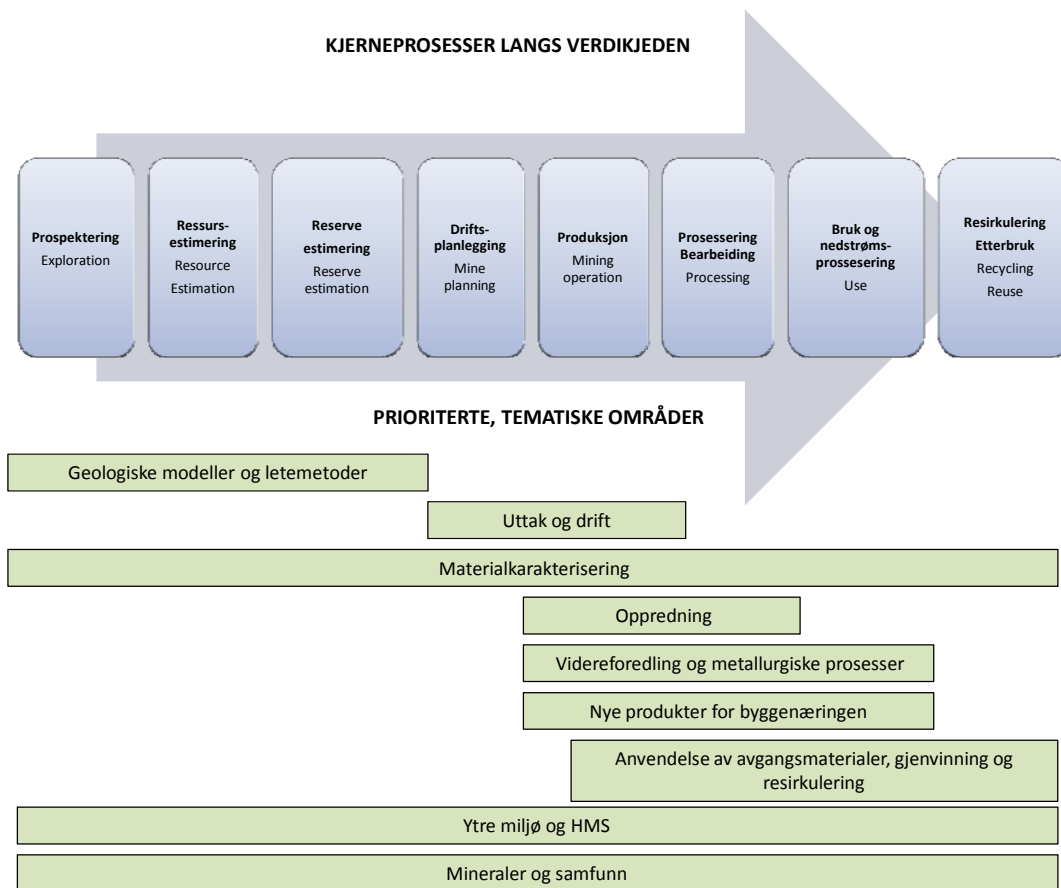 KJERNEPROSESSER LANGS VERDIKJEDEN
Prospektering
Exploration
Ressurs-
estimering
Resource
Estimation
Reserve
estimering
Reserve
estimation
Drifts-
planlegging
Mine
planning
Produksjon
Mining
operation
Prosessering
Bearbeiding
Processing
Bruk og
nedstrøms-
prossesering
Use
Resirkulering
Etterbruk
Recycling
Reuse
PRIORITERTE, TEMATISKE OMRÅDER
Geologiske modeller og letemetoder
Uttak og drift
Materialkarakterisering
Oppredning
Videreforedling og metallurgiske prosesser
Nye produkter for byggenæringen
Anvendelse av avgangsmaterialer, gjenvinning og
resirkulering
Ytre miljø og HMS
Mineraler og samfunn